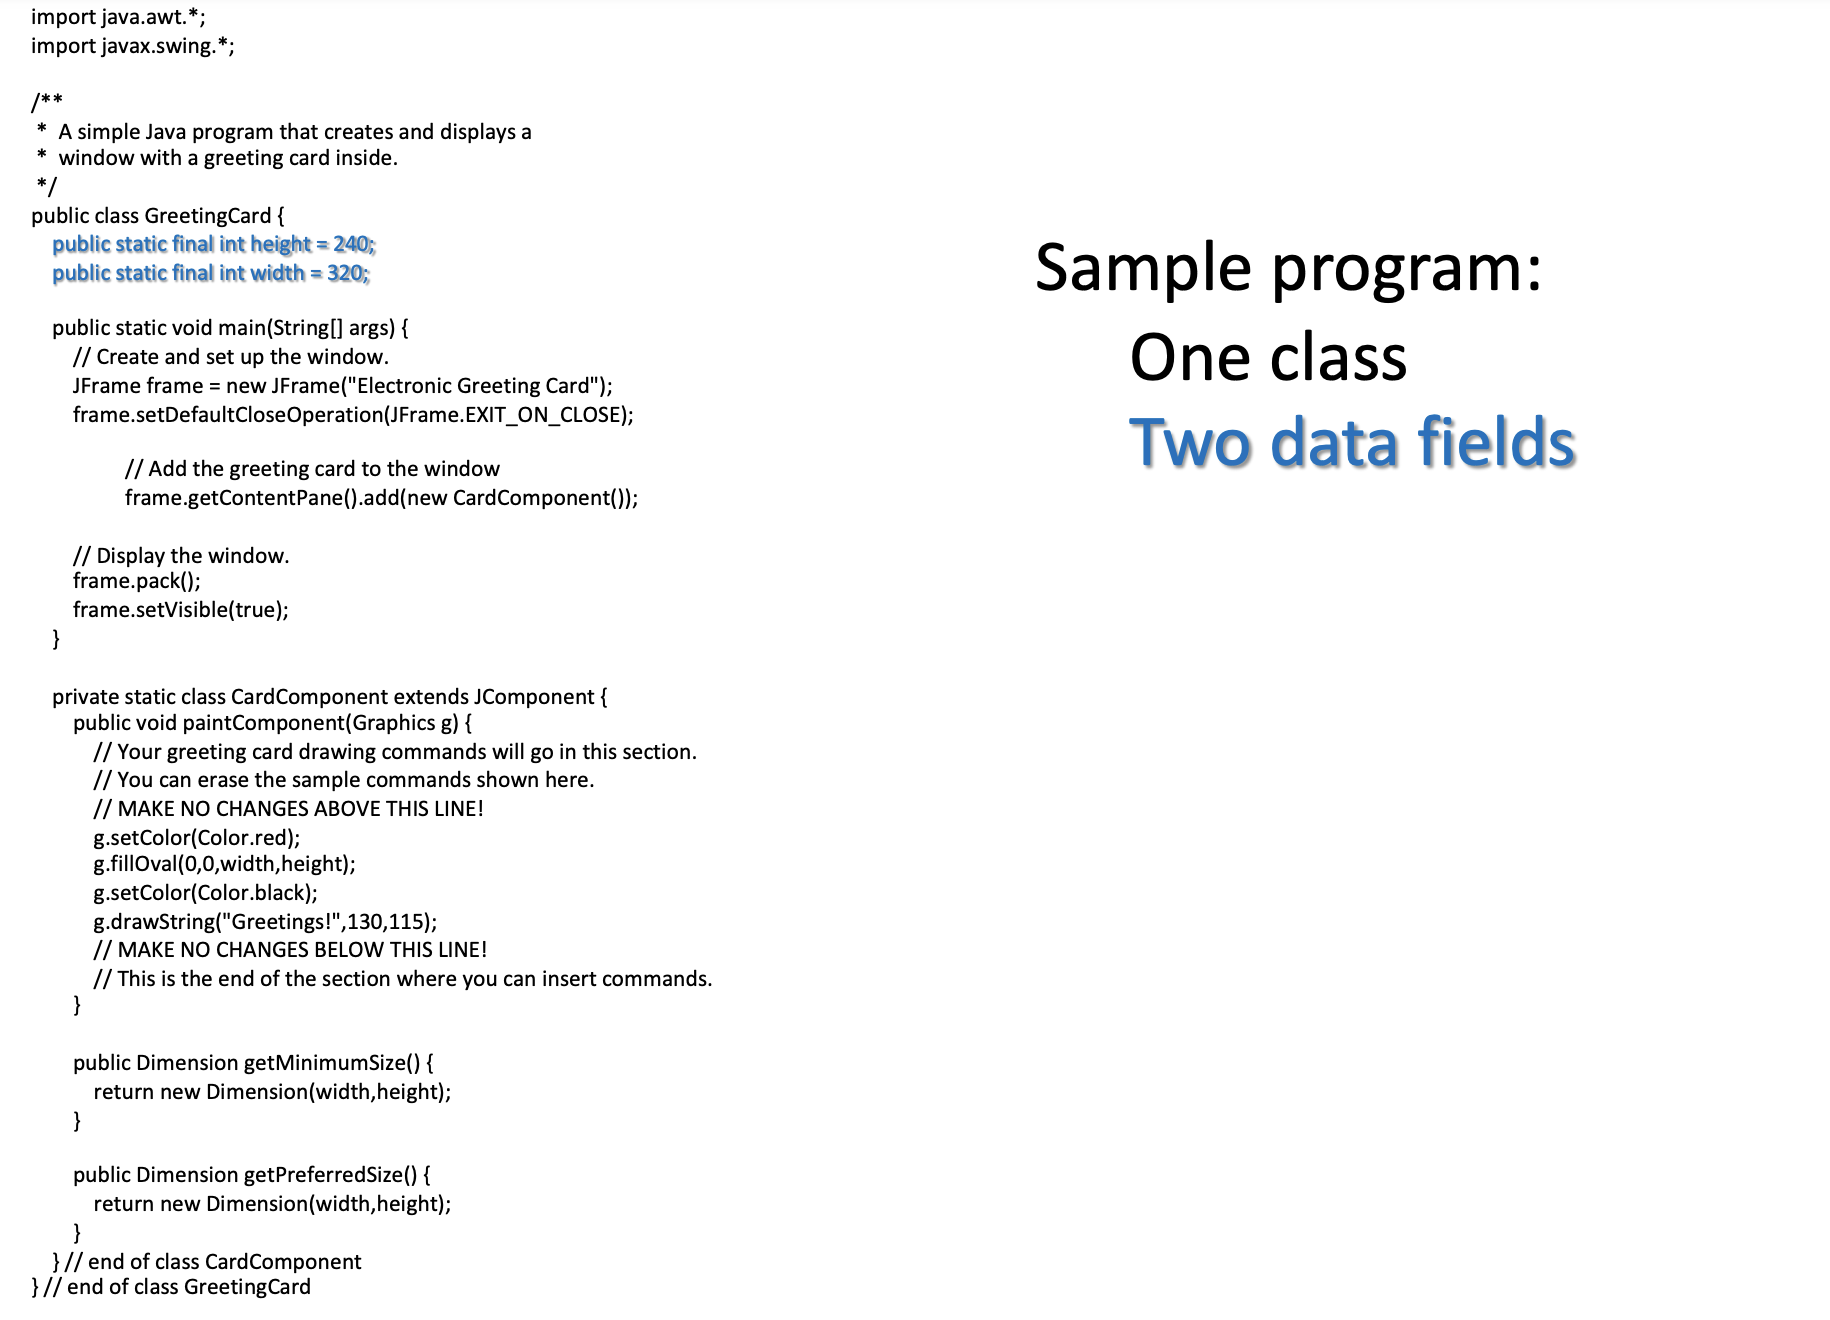 import java.awt.*;
import javax.swing.*;
/**
* A simple Java program that creates and displays a
* window with a greeting card inside.
*/
public class GreetingCard {
public static final int height = 240;
public static final int width = 320;
public static void main(String[] args) {
// Create and set up the window.
JFrame frame = new JFrame("Electronic Greeting Card");
frame.setDefaultCloseOperation(JFrame.EXIT_ON_CLOSE);
// Add the greeting card to the window
frame.getContentPane().add(new CardComponent());
// Display the window.
frame.pack();
frame.setVisible(true);
}
private static class CardComponent extends JComponent {
public void paintComponent(Graphics g) {
// Your greeting card drawing commands will go in this section.
// You can erase the sample commands shown here.
// MAKE NO CHANGES ABOVE THIS LINE!
g.setColor(Color.red);
g.fillOval(0,0,width,height);
g.setColor(Color.black);
g.drawString("Greetings!",130,115);
// MAKE NO CHANGES BELOW THIS LINE!
// This is the end of the section where you can insert commands.
}
public Dimension getMinimumSize() {
return new Dimension(width,height);
}
public Dimension getPreferredSize() {
return new Dimension(width,height);
}
} // end of class CardComponent
} // end of class GreetingCard
Sample program:
One class
Two data fields